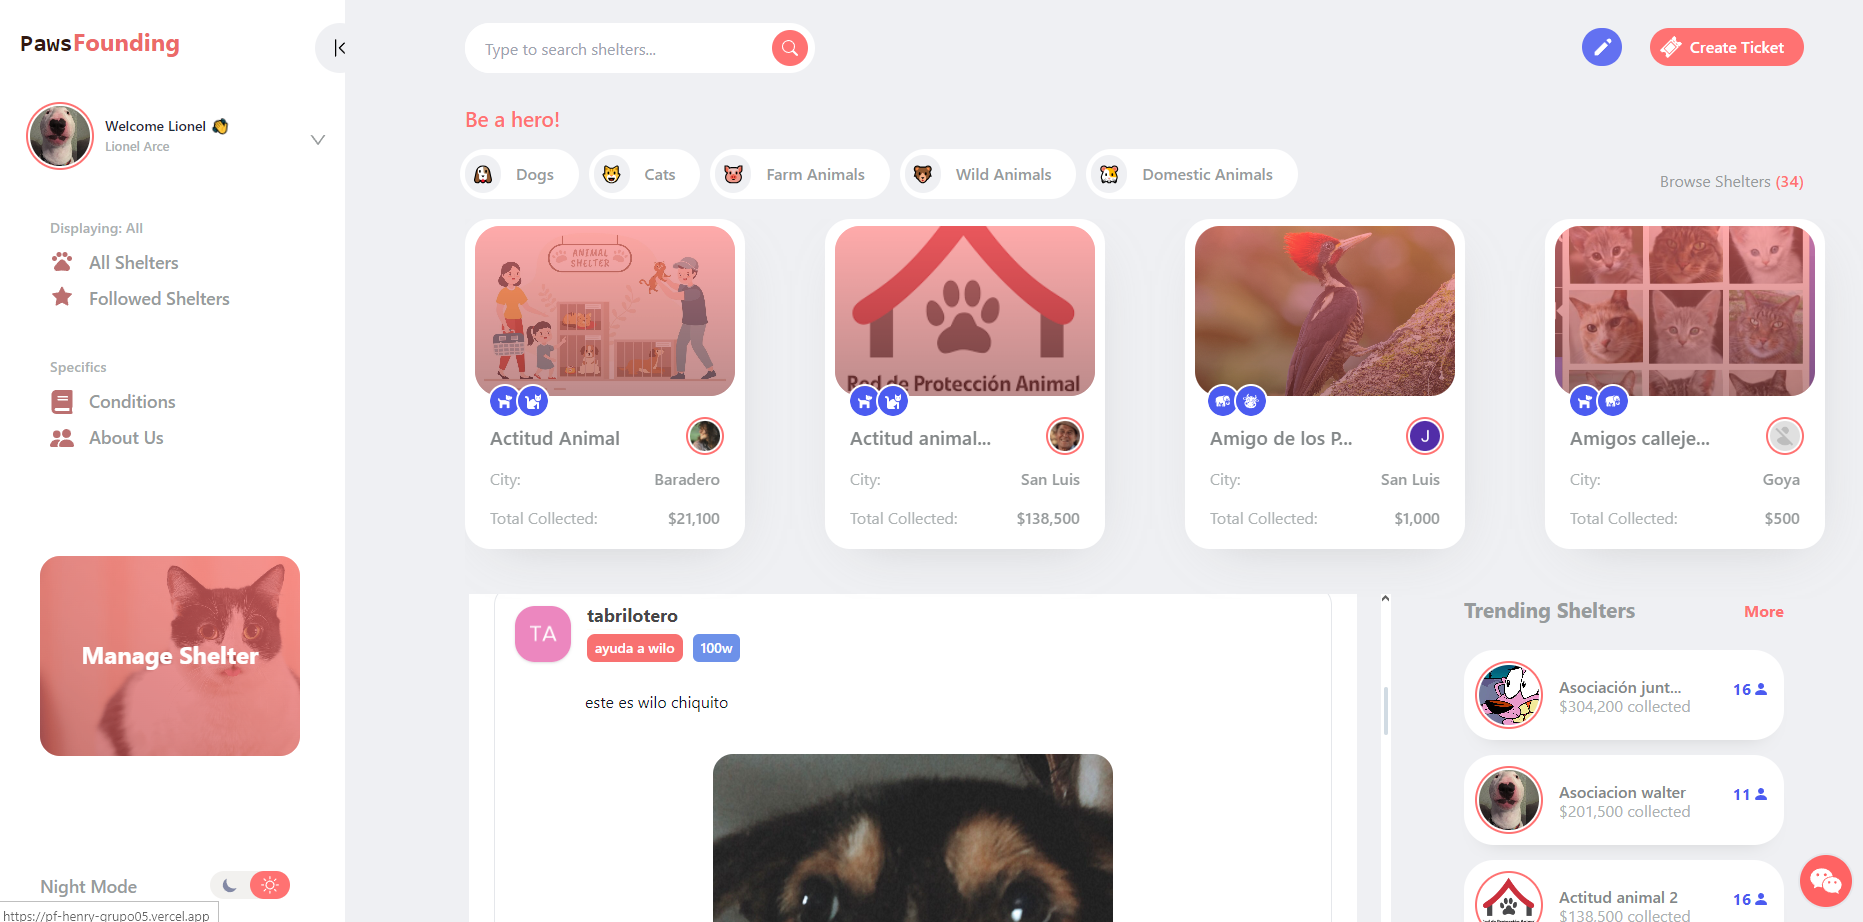 PawsFounding
Welcome Lionel
Lionel Arce
Displaying: All
All Shelters
Followed Shelters
Specifics
Conditions
About Us
Manage Shelter
Night Mode
https://pf-henry-grupo05.vercel.app
Type to search shelters...
Create Ticket
Be a hero!
Dogs
Cats
Farm Animals
Wild Animals
Domestic Animals
Browse Shelters (34)
ANIMAL
SHELTER
Actitud Animal
City: Baradero
Total Collected: $21,100
Red de Protección Animal
Actitud animal...
City: San Luis
Total Collected: $138,500
Amigo de los P...
J
City: San Luis
Total Collected: $1,000
Amigos calleje...
City: Goya
Total Collected: $500
TA
tabrilotero
ayuda a wilo 100w
este es wilo chiquito
Trending Shelters More
Asociación junt... 16
$304,200 collected
Asociacion walter 11
$201,500 collected
Actitud animal 2 16
$138,500 collected